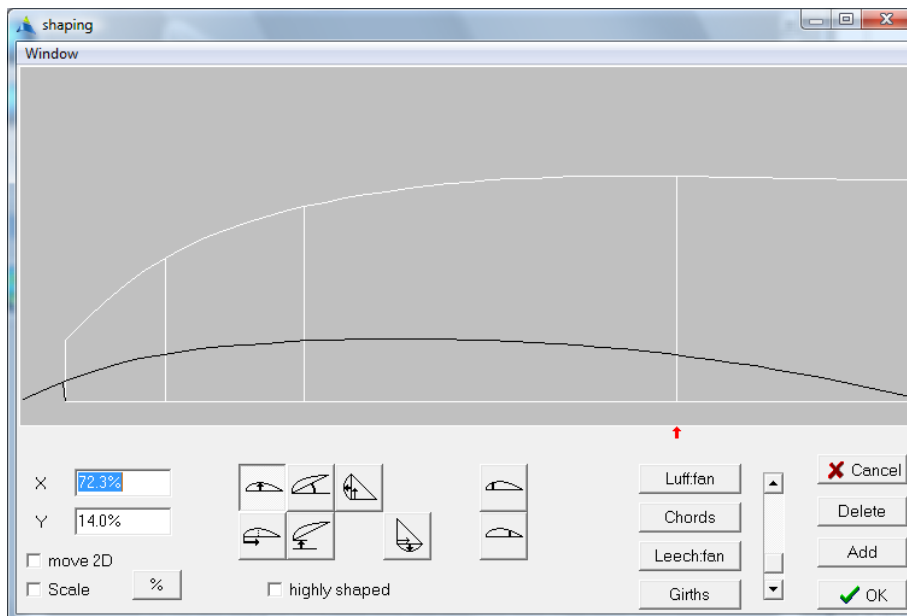 shaping
Window
X 72.3%
Y 14.0%
move 2D
Scale %
highly shaped
Luff:fan
Chords
Leech:fan
Girths
Cancel
Delete
Add
OK